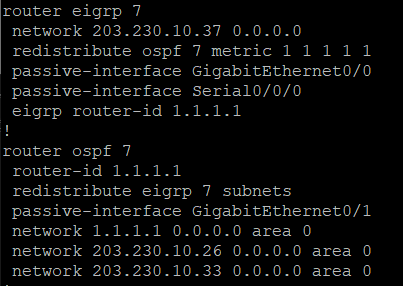 router eigrp 7
network 203.230.10.37 0.0.0.0
redistribute ospf 7 metric 1 1 1 1 1
passive-interface GigabitEthernet0/0
passive-interface Serial0/0/0
eigrp router-id 1.1.1.1
!
router ospf 7
router-id 1.1.1.1
redistribute eigrp 7 subnets
passive-interface GigabitEthernet0/1
network 1.1.1.1 0.0.0.0 area 0
network 203.230.10.26 0.0.0.0 area 0
network 203.230.10.33 0.0.0.0 area 0